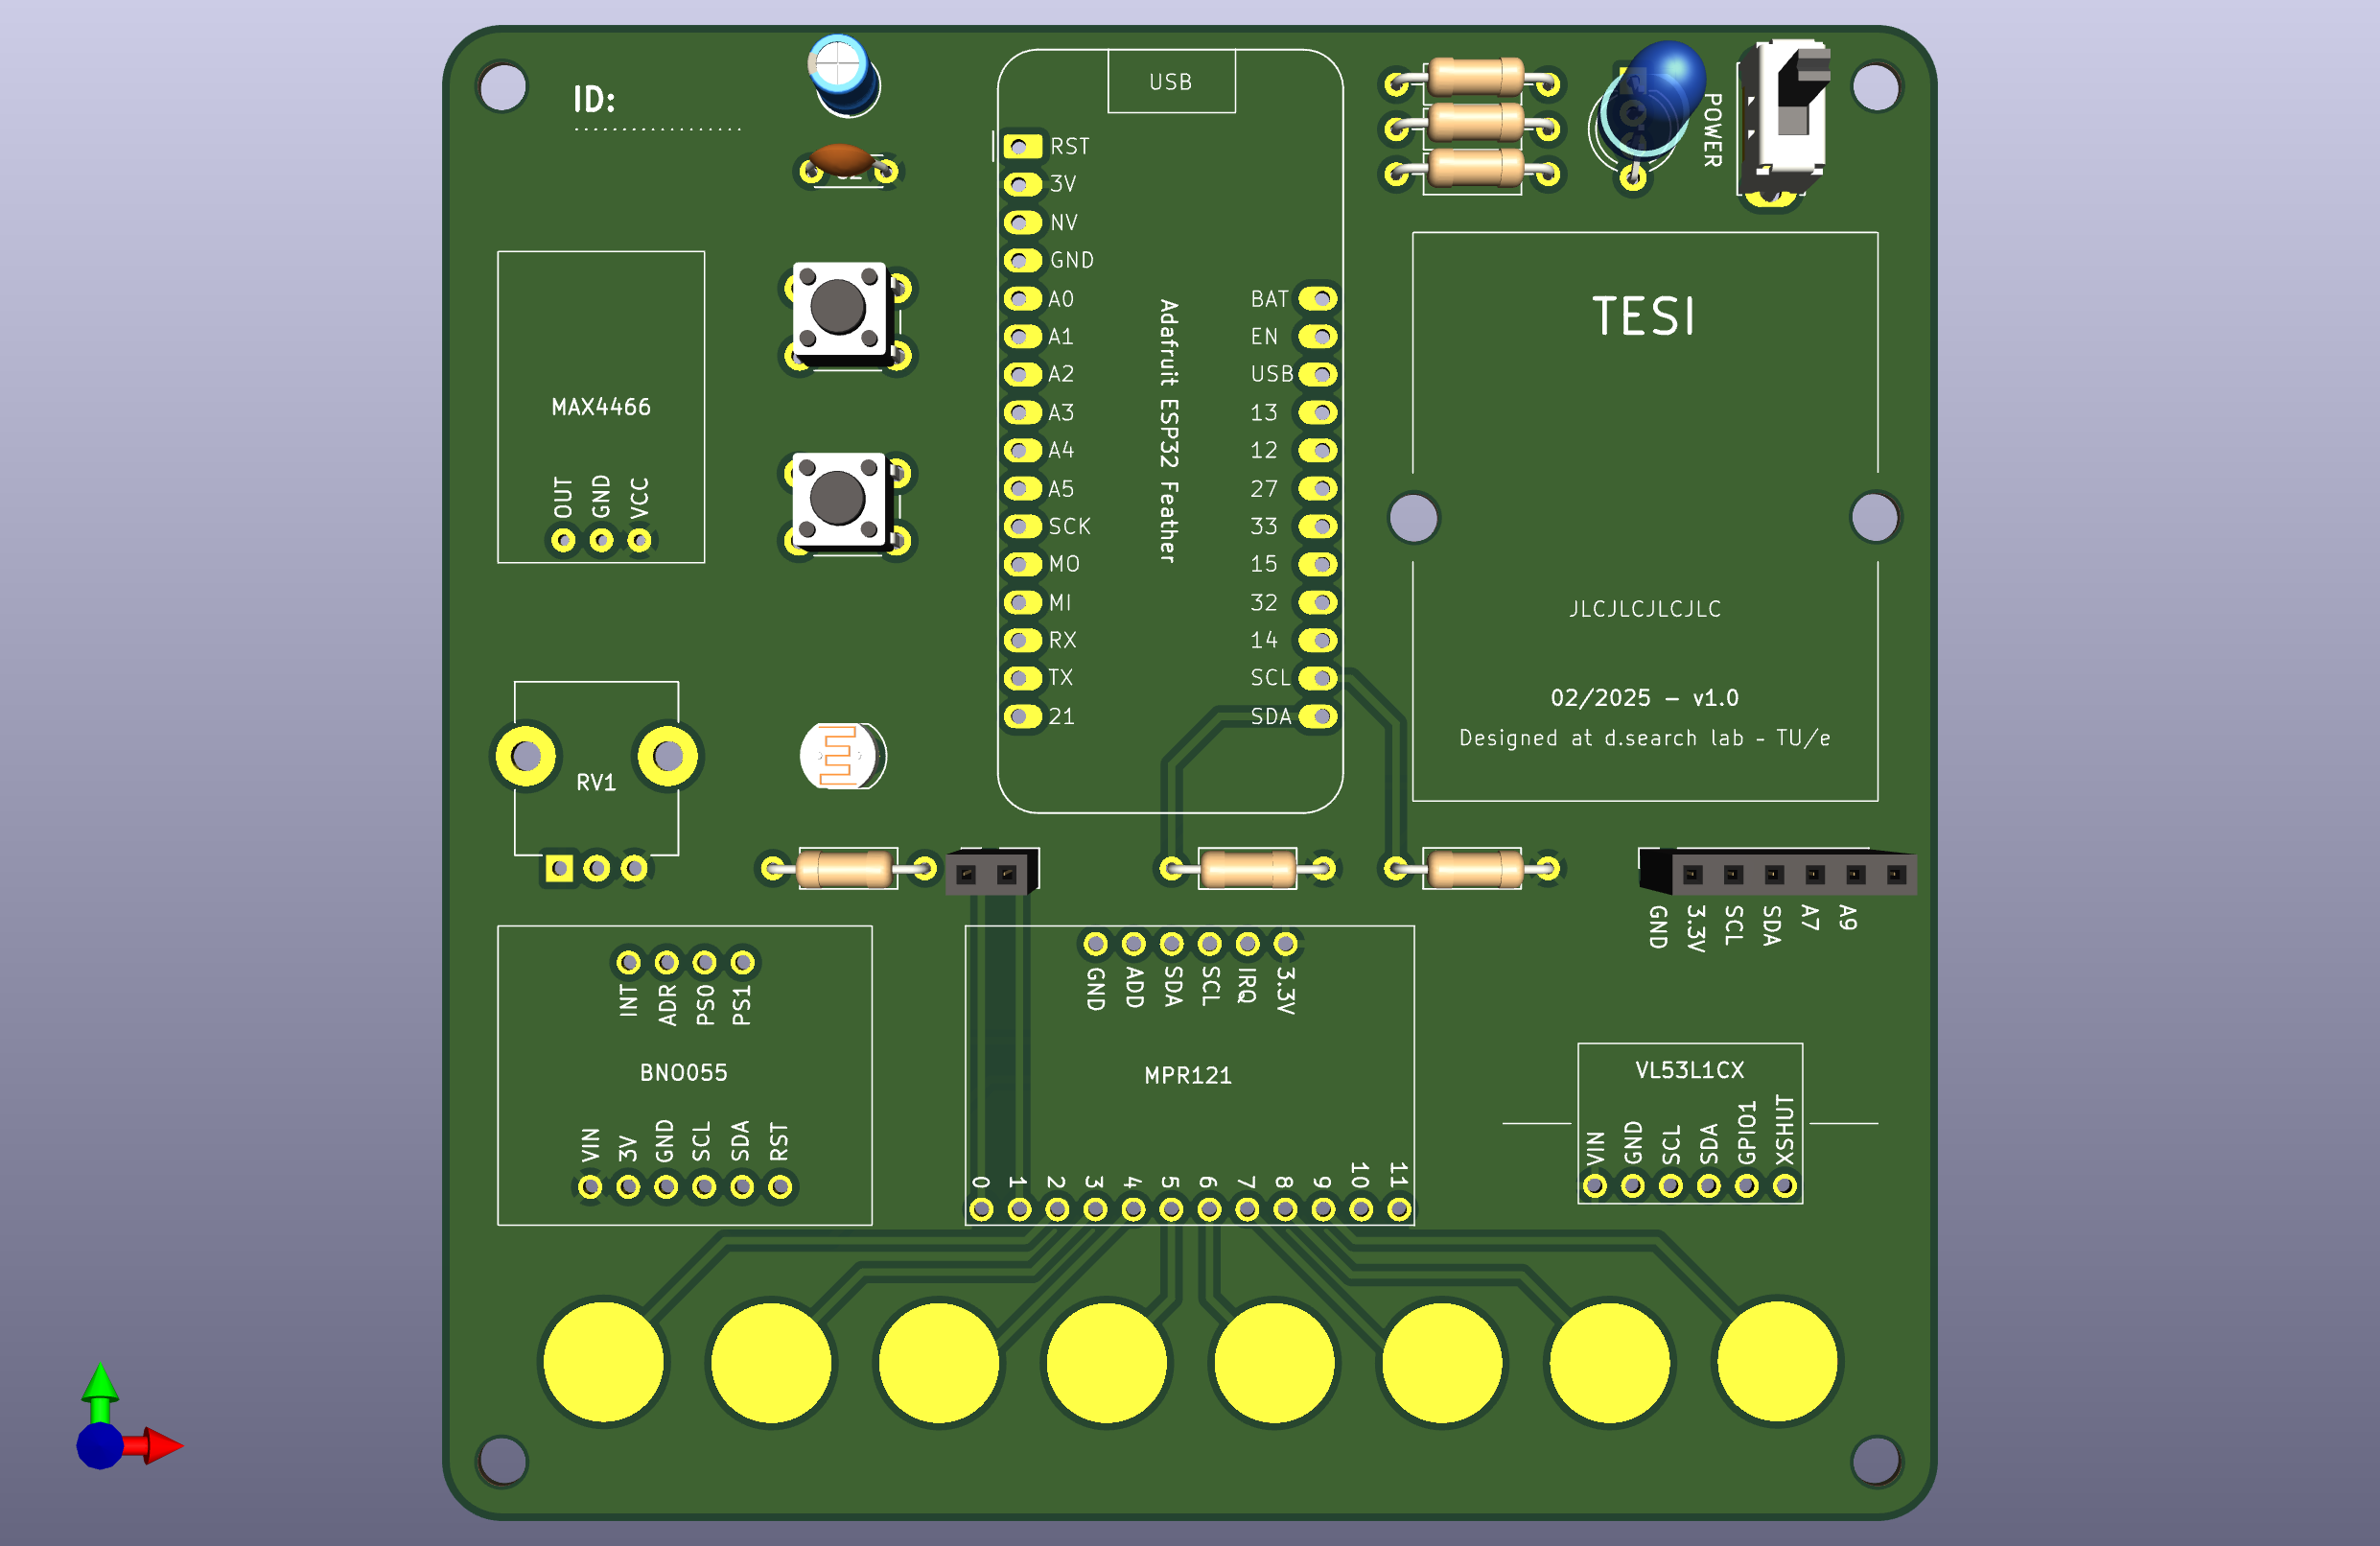 ID:
USB
POWER
RST
3V
NV
GND
A0
A1
A2
A3
A4
A5
SCK
MO
MI
RX
TX
21
Adafruit ESP32 Feather
BAT
EN
USB
13
12
27
33
15
32
14
SCL
SDA
TESI
JLCJLCJLCJLC
02/2025 - v1.0
Designed at d.search lab - TU/e
MAX4466
OUT GND VCC
RV1
GND 3.3V SCL SDA A7 A9
INT ADR PS0 PS1
BNO055
VIN 3V GND SCL SDA RST
GND ADD SDA SCL IRQ 3.3V
MPR121
0 1 2 3 4 5 6 7 8 9 10 11
VL53L1CX
VIN GND SCL SDA GPIO1 XSHUT